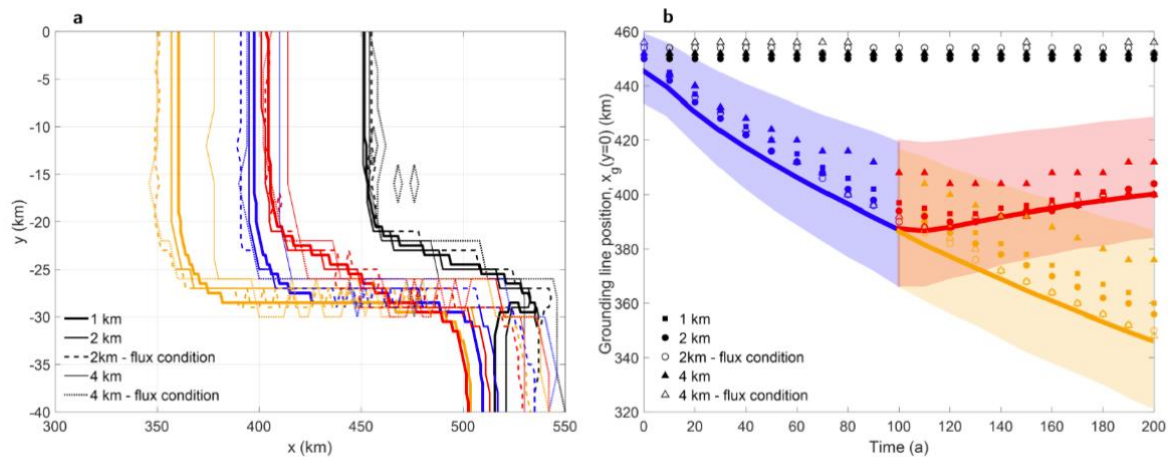 a
0
-5
-10
-15
-20
-25
-30
-35
-40
y (km)
1 km
2 km
2km - flux condition
4 km
4 km - flux condition
300
350
400
450
500
550
x (km)
b
460
440
420
400
380
360
340
320
Grounding line position, x_g(y=0) (km)
1 km
2 km
2km - flux condition
4 km
4 km - flux condition
0
20
40
60
80
100
120
140
160
180
200
Time (a)